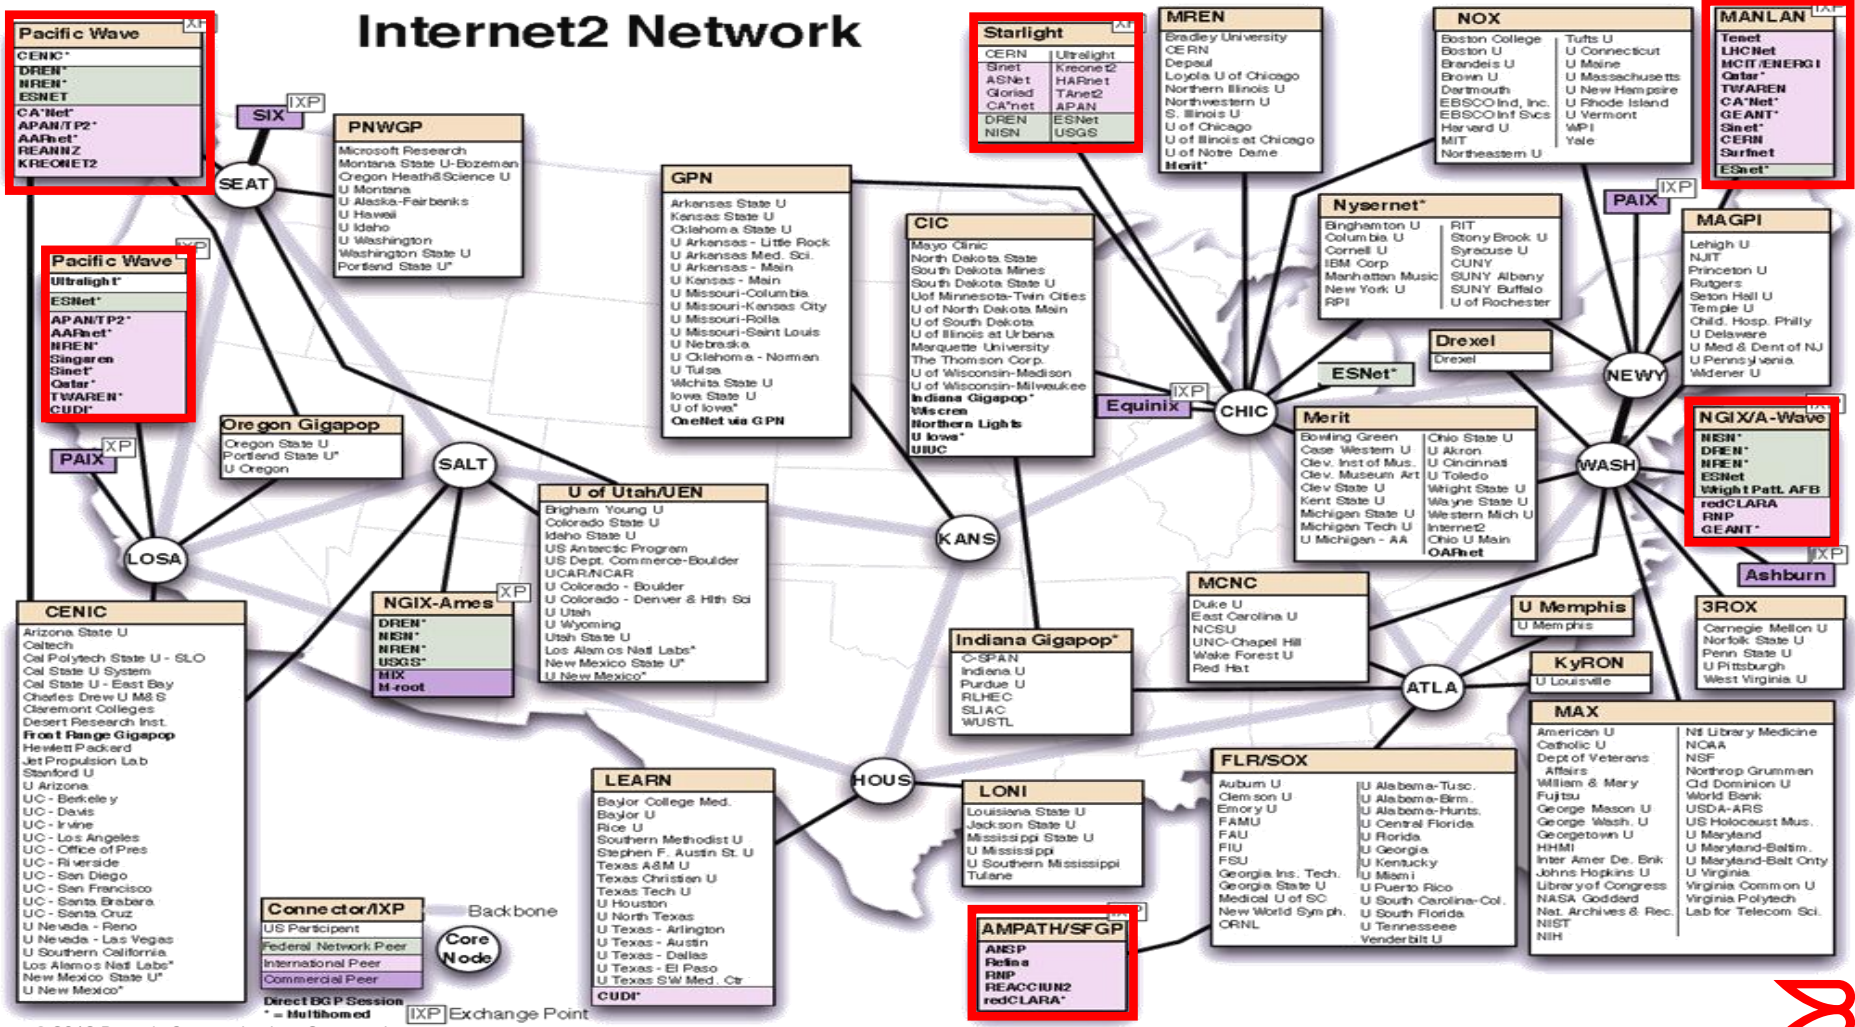 Internet2 Network
IXP
Pacific Wave
CENIC*
DREN*
NREN*
ESNET
CA*Net*
APAN/TP2*
AARnet*
REANNZ
KREONET2
IXP
SIX
SEAT
PNWGP
Microsoft Research
Montana State U-Bozeman
Oregon Heath&Science U
U Montana
U Alaska-Fairbanks
U Hawaii
U Idaho
U Washington
Washington State U
Portland State U*
IXP
Pacific Wave
Ultralight*
ESNet*
APAN/TP2*
AARnet*
NREN*
Singaren
Sinet*
Qatar*
TWAREN*
CUDI*
IXP
PAIX
LOSA
Oregon Gigapop
Oregon State U
Portland State U*
U Oregon
SALT
CENIC
Arizona State U
Caltech
Cal Polytech State U - SLO
Cal State U System
Cal State U - East Bay
Charles Drew U M&S
Claremont Colleges
Desert Research Inst.
Front Range Gigapop
Hewlett Packard
Jet Propulsion Lab
Stanford U
U Arizona
UC - Berkeley
UC - Davis
UC - Irvine
UC - Los Angeles
UC - Office of Pres
UC - Riverside
UC - San Diego
UC - San Francisco
UC - Santa Brabara
UC - Santa Cruz
U Nevada - Reno
U Nevada - Las Vegas
U Southern California
Los Alamos Natl Labs*
New Mexico State U*
U New Mexico*
IXP
NGIX-Ames
DREN*
NISN*
NREN*
USGS*
MIX
M-root
U of Utah/UEN
Brigham Young U
Colorado State U
Idaho State U
US Antarctic Program
US Dept. Commerce-Boulder
UCAR/NCAR
U Colorado - Boulder
U Colorado - Denver & Hlth Sci
U Utah
U Wyoming
Utah State U
Los Alamos Natl Labs*
New Mexico State U*
U New Mexico*
GPN
Arkansas State U
Kansas State U
Oklahoma State U
U Arkansas - Little Rock
U Arkansas Med. Sci.
U Arkansas - Main
U Kansas - Main
U Missouri-Columbia
U Missouri-Kansas City
U Missouri-Rolla
U Missouri-Saint Louis
U Nebraska
U Oklahoma - Norman
U Tulsa
Wichita State U
Iowa State U
U of Iowa*
OneNet via GPN
CIC
Mayo Clinic
North Dakota State
South Dakota Mines
South Dakota State U
Uof Minnesota-Twin Cities
U of North Dakota Main
U of South Dakota
U of Illinois at Urbana
Marquette University
The Thomson Corp.
U of Wisconsin-Madison
U of Wisconsin-Milwaukee
Indiana Gigapop*
Wiscren
Northern Lights
U Iowa*
UIUC
KANS
IXP
Starlight
CERN Ultralight
Sinet Kreonet2
ASNet HARnet
Gloriad TAnet2
CA*net APAN
DREN ESNet
NISN USGS
MREN
Bradley University
CERN
Depaul
Loyola U of Chicago
Northern Illinois U
Northwestern U
S. Illinois U
U of Chicago
U of Illinois at Chicago
U of Notre Dame
Merit*
NOX
Boston College Tufts U
Boston U U Connecticut
Brandeis U U Maine
Brown U U Massachusetts
Dartmouth U New Hampsire
EBSCO Ind, Inc. U Rhode Island
EBSCO Inf Svcs U Vermont
Harvard U WPI
MIT Yale
Northeastern U
IXP
MANLAN
Tenet
LHCNet
MCIT/ENERGI
Qatar*
TWAREN
CA*Net*
GEANT*
Sinet*
CERN
Surfnet
ESnet*
Nysernet*
Binghamton U RIT
Columbia U Stony Brook U
Cornell U Syracuse U
IBM Corp CUNY
Manhattan Music SUNY Albany
New York U SUNY Buffalo
RPI U of Rochester
IXP
PAIX
MAGPI
Lehigh U
NJIT
Princeton U
Rutgers
Seton Hall U
Temple U
Child. Hosp. Philly
U Delaware
U Med & Dent of NJ
U Pennsylvania
Widener U
Drexel
Drexel
NEWY
ESNet*
IXP
Equinix
CHIC
Merit
Bowling Green Ohio State U
Case Western U U Akron
Clev. Inst of Mus. U Cincinnati
Clev. Museum Art U Toledo
Clev State U Wright State U
Kent State U Wayne State U
Michigan State U Western Mich U
Michigan Tech U Internet2
U Michigan - AA Ohio U Main
OARnet
WASH
IXP
NGIX/A-Wave
NISN*
DREN*
NREN*
ESNet
Wright Patt. AFB
redCLARA
RNP
GEANT*
IXP
Ashburn
MCNC
Duke U
East Carolina U
NCSU
UNC-Chapel Hill
Wake Forest U
Red Hat
U Memphis
U Memphis
KyRON
U Louisville
3ROX
Carnegie Mellon U
Norfolk State U
Penn State U
U Pittsburgh
West Virginia U
Indiana Gigapop*
C-SPAN
Indiana U
Purdue U
RLHEC
SLIAC
WUSTL
ATLA
MAX
American U Ntl Library Medicine
Catholic U NOAA
Dept of Veterans NSF
Affairs Northrop Grumman
William & Mary Old Dominion U
Fujitsu World Bank
George Mason U USDA-ARS
George Wash. U US Holocaust Mus.
Georgetown U U Maryland
HHMI U Maryland-Baltim.
Inter Amer De. Bnk U Maryland-Balt Cnty
Johns Hopkins U U Virginia
Library of Congress Virginia Common U
NASA Goddard Virginia Polytech
Nat. Archives & Rec. Lab for Telecom Sci.
NIST
NIH
FLR/SOX
Auburn U U Alabama-Tusc.
Clemson U U Alabama-Birm.
Emory U U Alabama-Hunts.
FAMU U Central Florida
FAU U Florida
FIU U Georgia
FSU U Kentucky
Georgia Ins. Tech. U Miami
Georgia State U U Puerto Rico
Medical U of SC U South Carolina-Col.
New World Symph. U South Florida
ORNL U Tennesseee
Venderbilt U
HOUS
LEARN
Baylor College Med.
Baylor U
Rice U
Southern Methodist U
Stephen F. Austin St. U
Texas A&M U
Texas Christian U
Texas Tech U
U Houston
U North Texas
U Texas - Arlington
U Texas - Austin
U Texas - Dallas
U Texas - El Paso
U Texas SW Med. Ctr
CUDI*
LONI
Louisiana State U
Jackson State U
Mississippi State U
U Mississippi
U Southern Mississippi
Tulane
IXP
AMPATH/SFGP
ANSP
Retina
RNP
REACCIUN2
redCLARA*
Connector/IXP
US Participant
Federal Network Peer
International Peer
Commercial Peer
Direct BGP Session
* = Multihomed
Backbone
Core Node
IXP Exchange Point